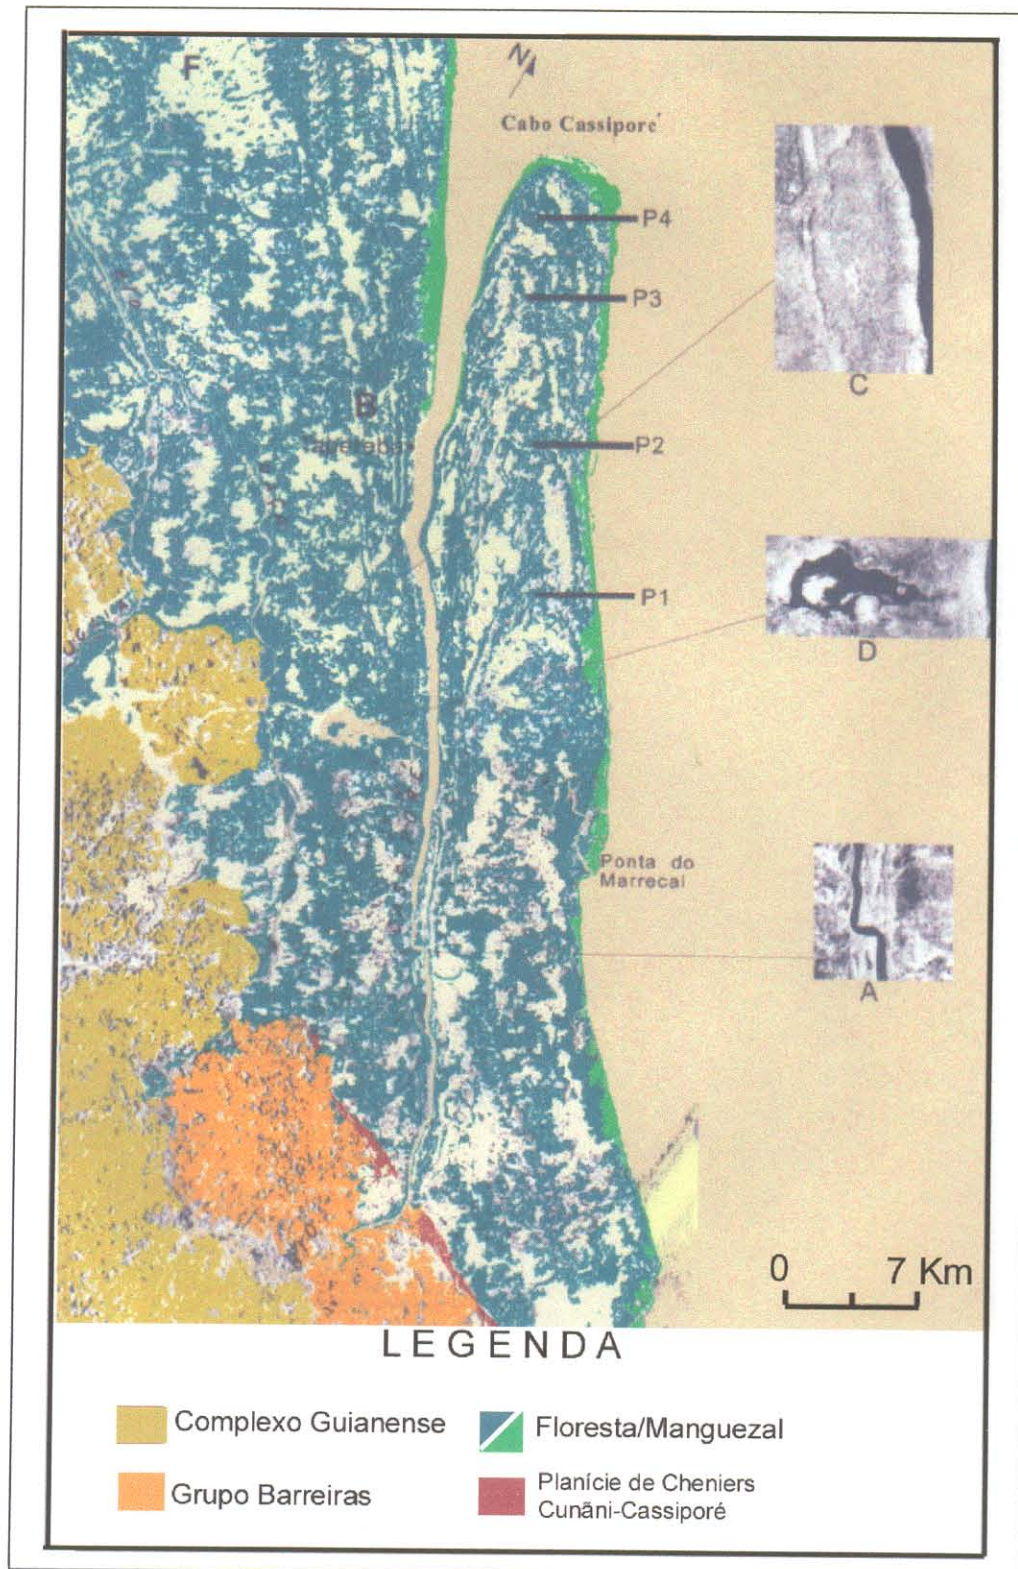 F
N
Cabo Cassiporé
P4
P3
C
B
P2
P1
D
Ponta do
Marrecal
A
0 7 Km
LEGENDA
Complexo Guianense
Floresta/Manguezal
Grupo Barreiras
Planície de Cheniers
Cunãni-Cassiporé